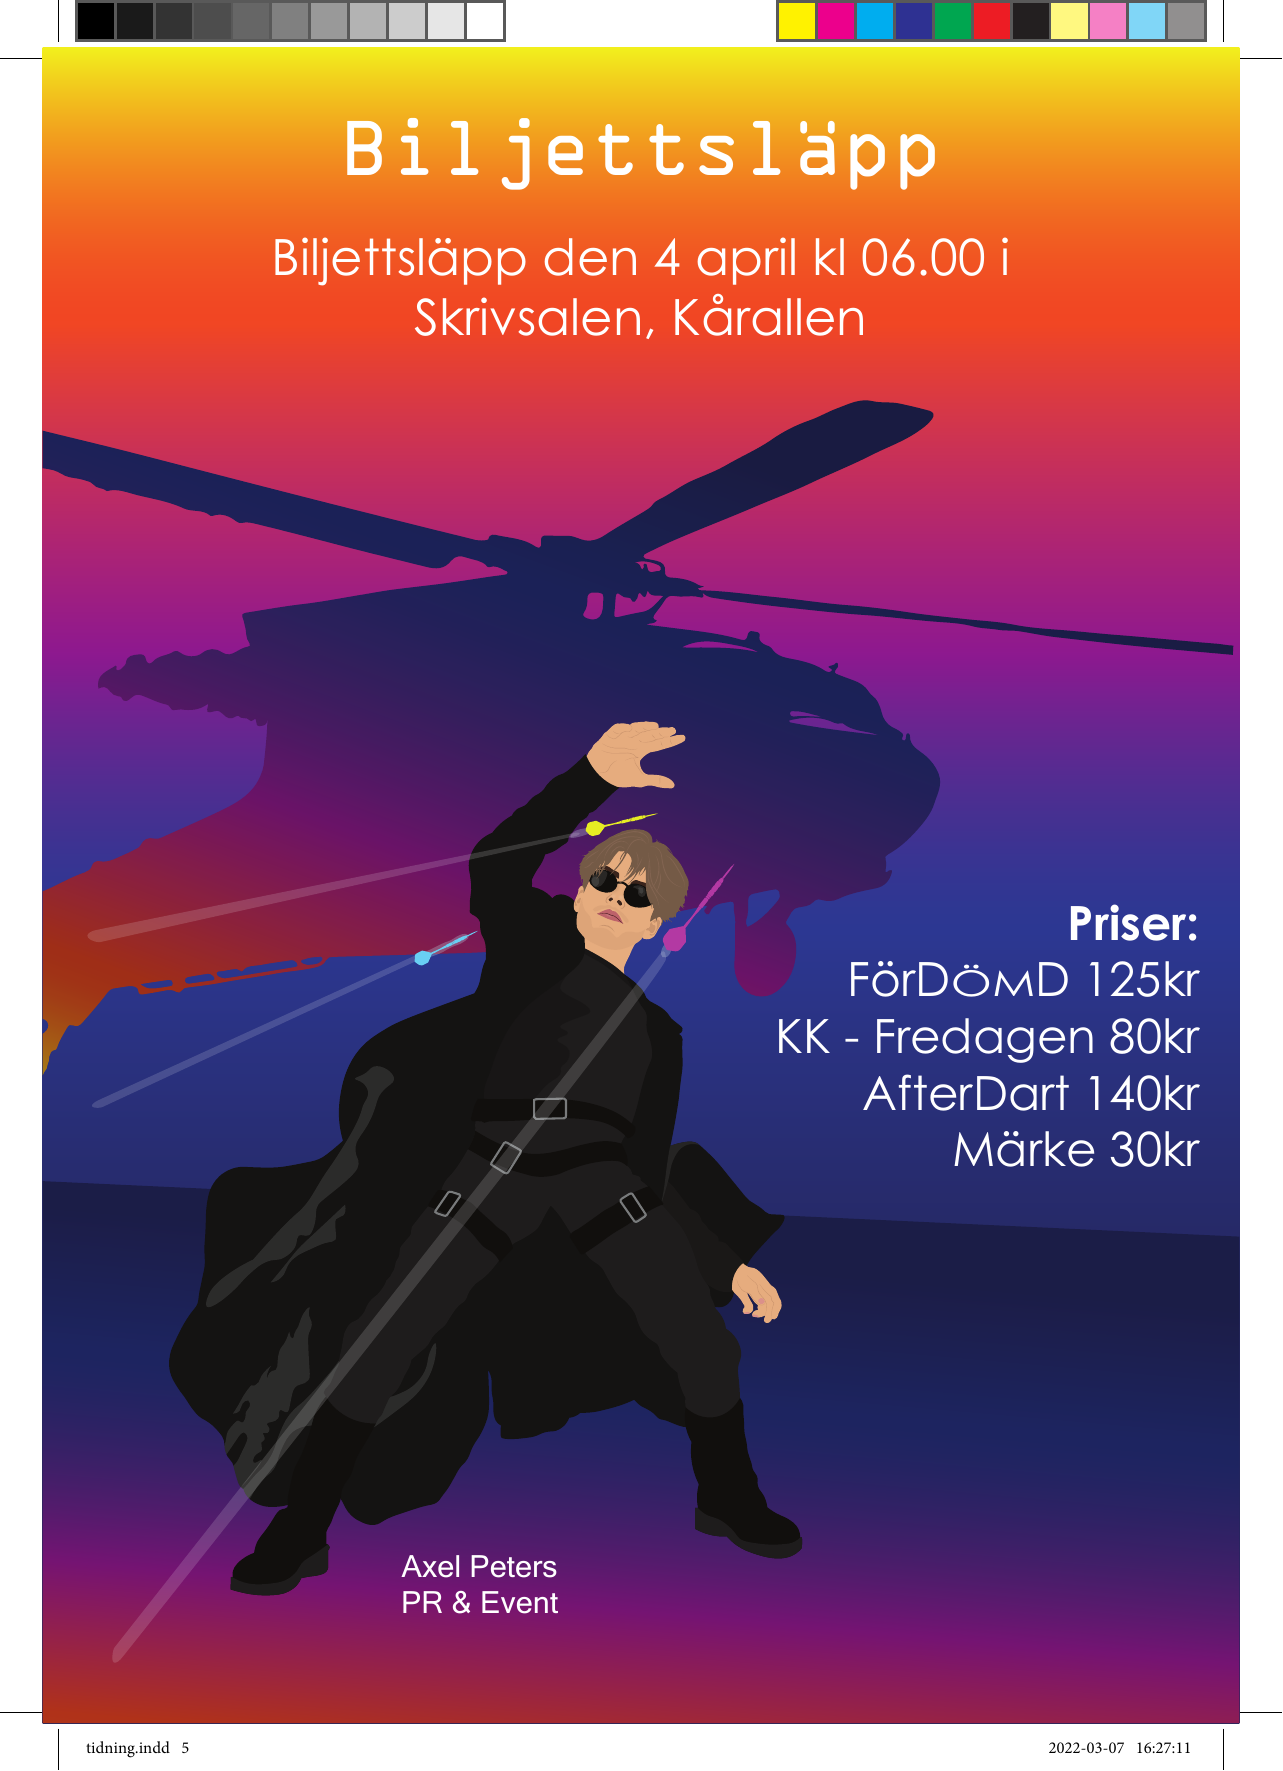 Biljettsläpp
Biljettsläpp den 4 april kl 06.00 i
Skrivsalen, Kårallen
Priser:
FörDömD 125kr
KK - Fredagen 80kr
AfterDart 140kr
Märke 30kr
Axel Peters
PR & Event
tidning.indd 5
2022-03-07 16:27:11